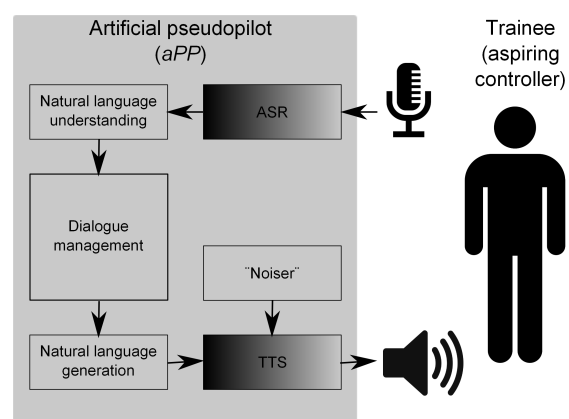 Artificial pseudopilot
(aPP)
Trainee
(aspiring
controller)
Natural language
understanding
ASR
Dialogue
management
¨Noiser¨
Natural language
generation
TTS